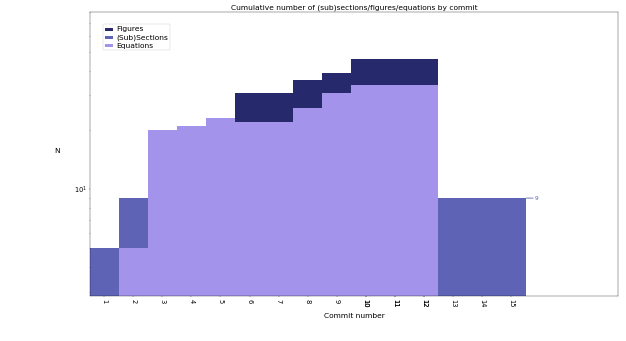 Cumulative number of (sub)sections/figures/equations by commit
Figures
(Sub)Sections
Equations
N
10¹
9
1 2 3 4 5 6 7 8 9 10 11 12 13 14 15
Commit number